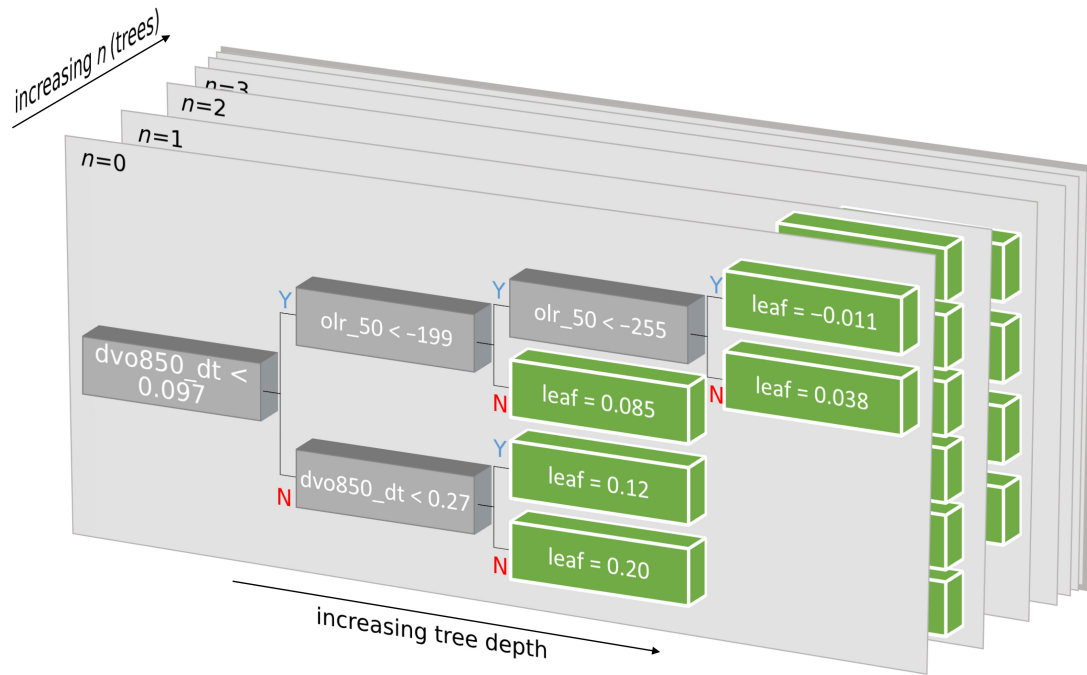 increasing n (trees)
n=3
n=2
n=1
n=0
dvo850_dt <
0.097
Y
N
olr_50 < –199
dvo850_dt < 0.27
Y
N
Y
N
olr_50 < –255
leaf = 0.085
leaf = 0.12
leaf = 0.20
Y
N
leaf = –0.011
leaf = 0.038
increasing tree depth